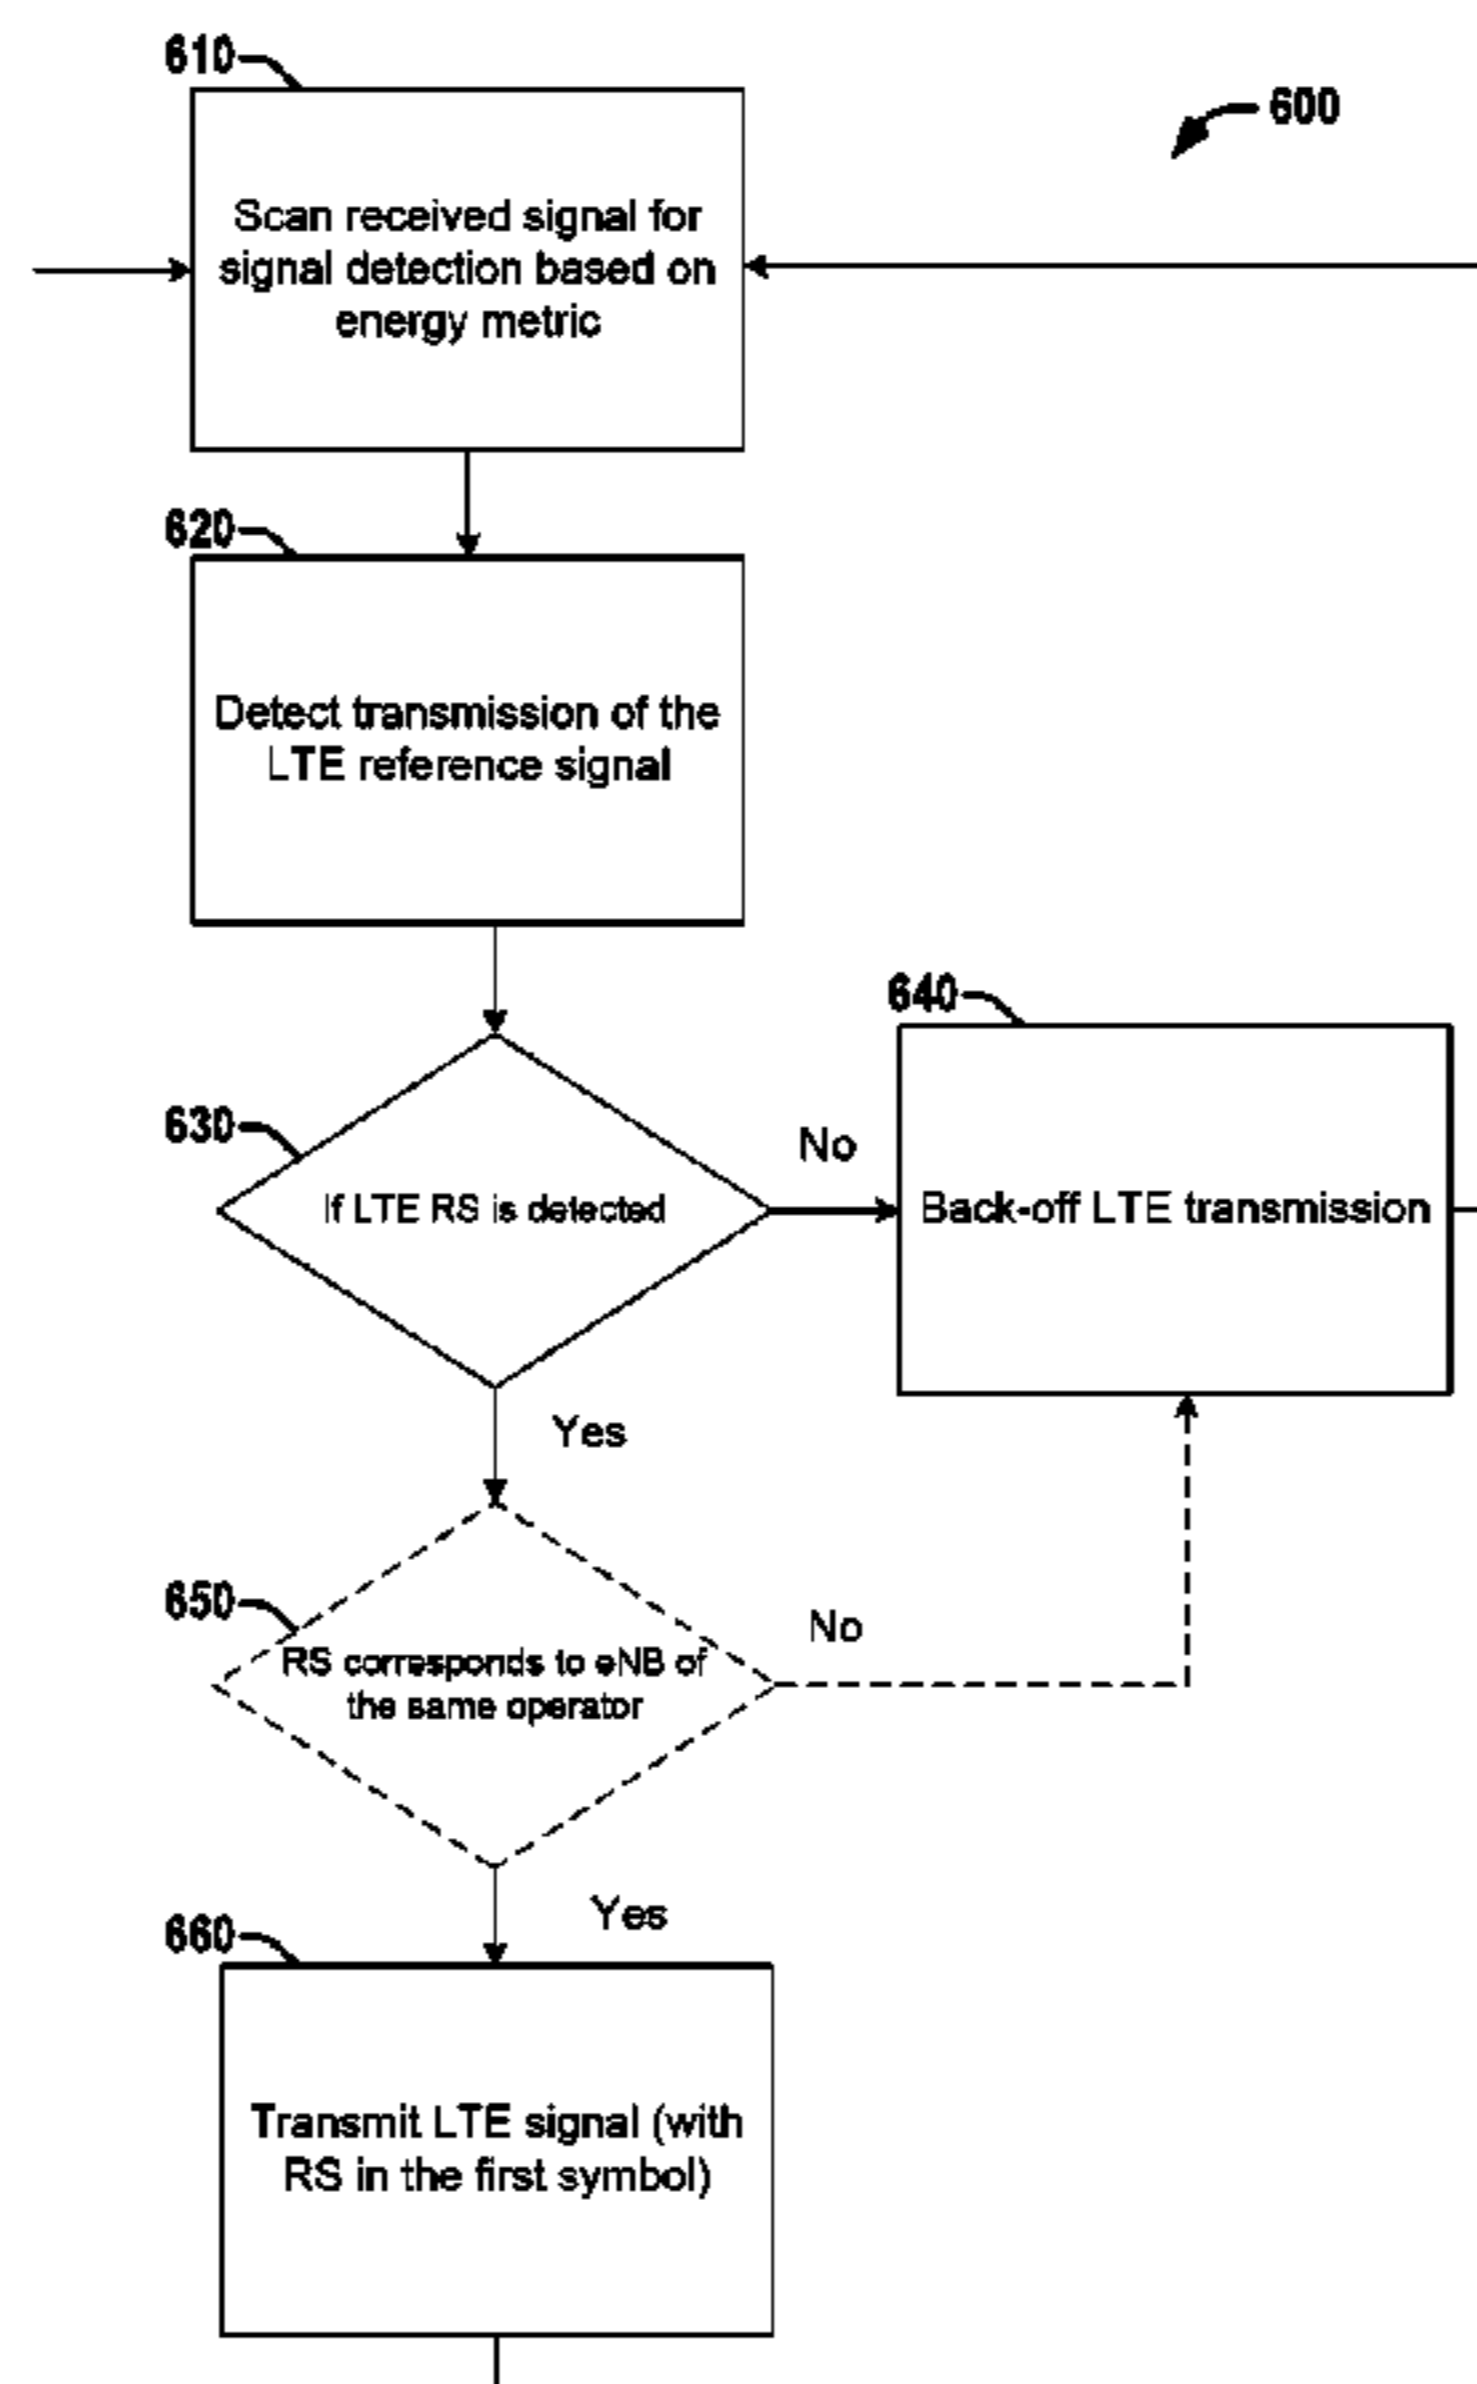 610
600
Scan received signal for
signal detection based on
energy metric
620
Detect transmission of the
LTE reference signal
640
630
No
If LTE RS is detected
Back-off LTE transmission
Yes
650
No
RS corresponds to eNB of
the same operator
Yes
660
Transmit LTE signal (with
RS in the first symbol)